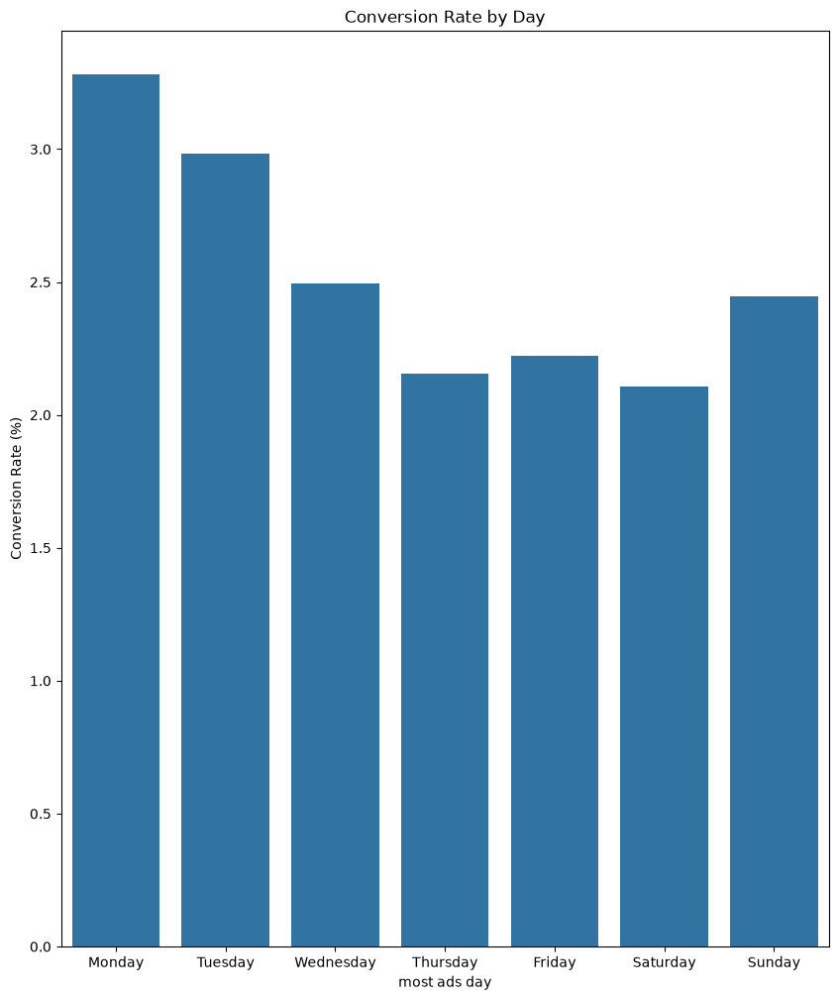 Conversion Rate by Day
Conversion Rate (%)
3.0
2.5
2.0
1.5
1.0
0.5
0.0
Monday Tuesday Wednesday Thursday Friday Saturday Sunday
most ads day